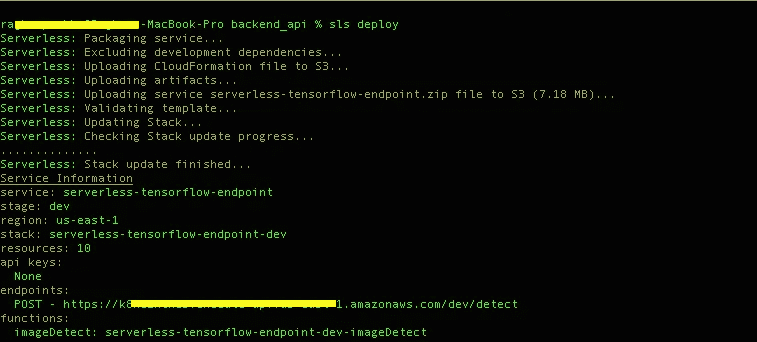 -MacBook-Pro backend_api % sls deploy
Serverless: Packaging service...
Serverless: Excluding development dependencies...
Serverless: Uploading CloudFormation file to S3...
Serverless: Uploading artifacts...
Serverless: Uploading service serverless-tensorflow-endpoint.zip file to S3 (7.18 MB)...
Serverless: Validating template...
Serverless: Updating Stack...
Serverless: Checking Stack update progress...
..............
Serverless: Stack update finished...
Service Information
service: serverless-tensorflow-endpoint
stage: dev
region: us-east-1
stack: serverless-tensorflow-endpoint-dev
resources: 10
api keys:
  None
endpoints:
  POST - https:// 1.amazonaws.com/dev/detect
functions:
  imageDetect: serverless-tensorflow-endpoint-dev-imageDetect